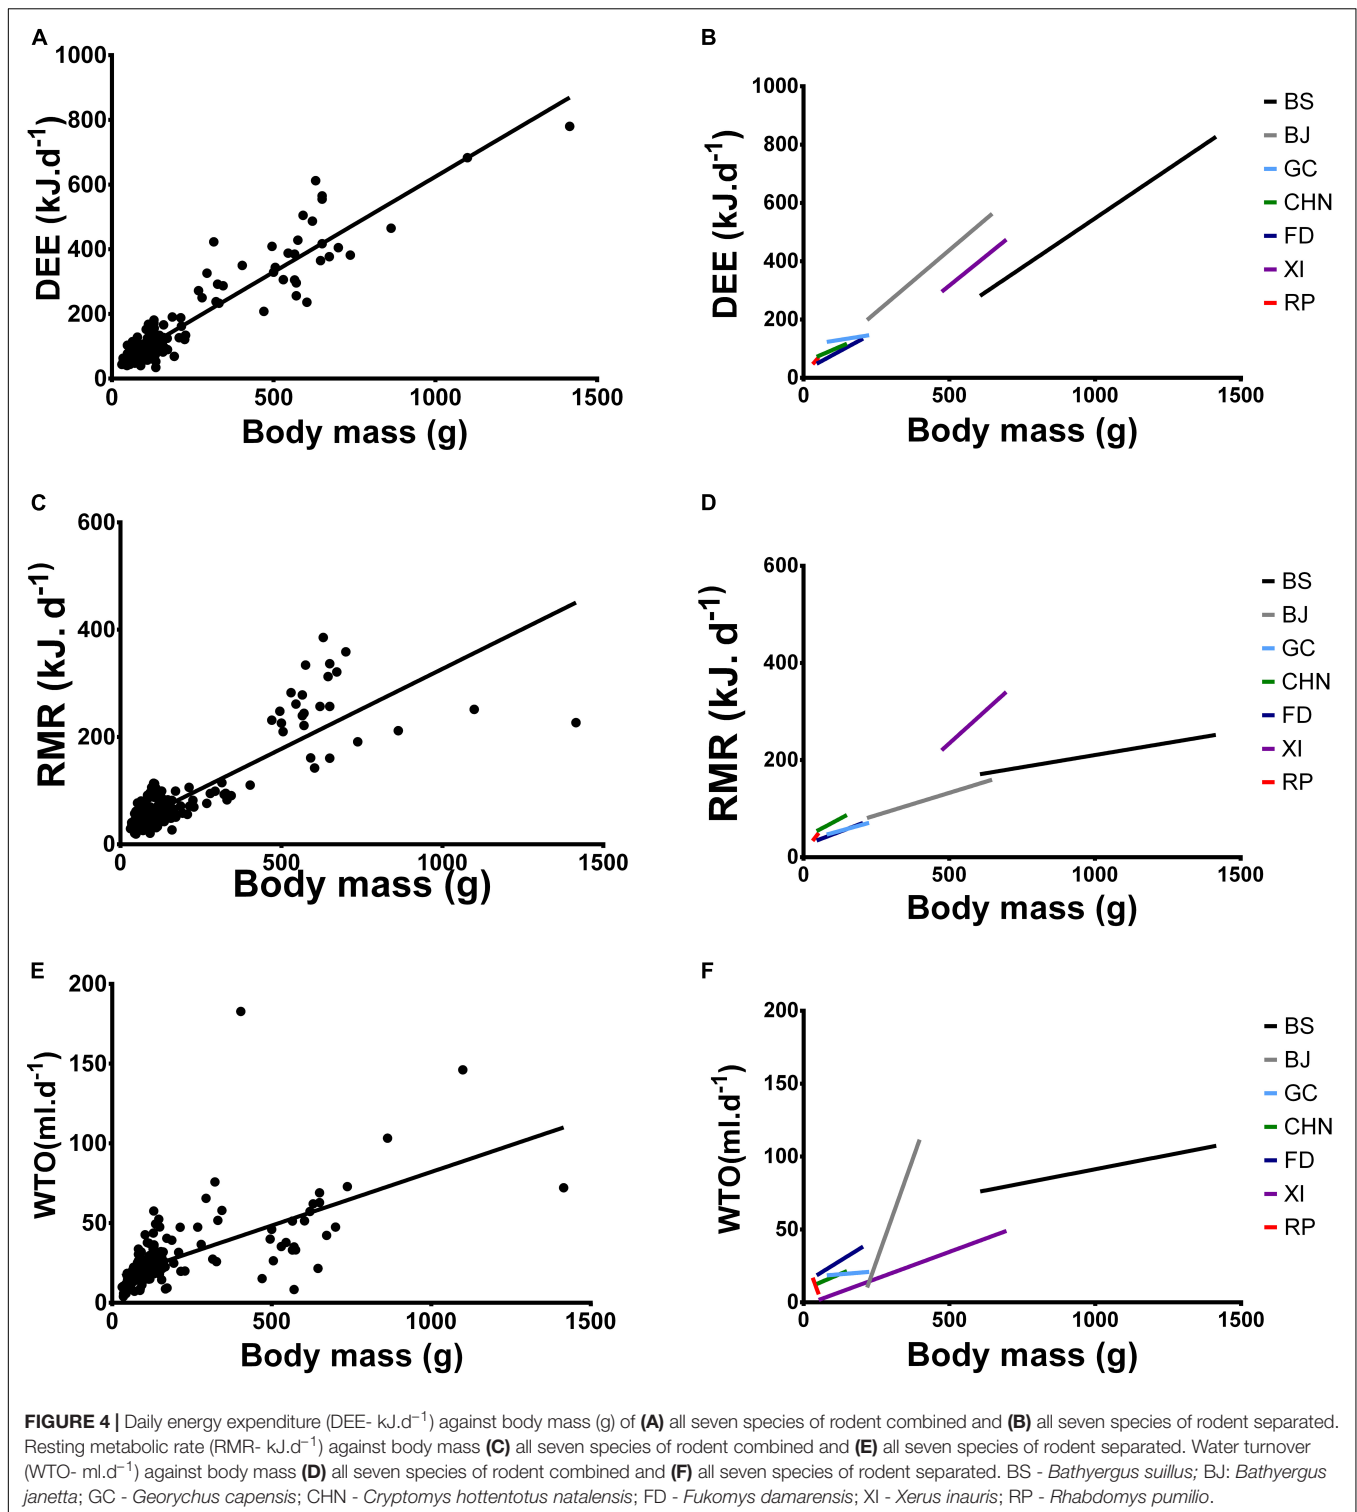 A
1000
800
600
400
200
0
0 500 1000 1500
DEE (kJ.d⁻¹)
Body mass (g)
B
1000
800
600
400
200
0
0 500 1000 1500
DEE (kJ.d⁻¹)
Body mass (g)
BS
BJ
GC
CHN
FD
XI
RP
C
600
400
200
0
0 500 1000 1500
RMR (kJ. d⁻¹)
Body mass (g)
D
600
400
200
0
0 500 1000 1500
RMR (kJ. d⁻¹)
Body mass (g)
BS
BJ
GC
CHN
FD
XI
RP
E
200
150
100
50
0
0 500 1000 1500
WTO(ml.d⁻¹)
Body mass (g)
F
200
150
100
50
0
0 500 1000 1500
WTO(ml.d⁻¹)
Body mass (g)
BS
BJ
GC
CHN
FD
XI
RP
FIGURE 4 | Daily energy expenditure (DEE- kJ.d⁻¹) against body mass (g) of (A) all seven species of rodent combined and (B) all seven species of rodent separated.
Resting metabolic rate (RMR- kJ.d⁻¹) against body mass (C) all seven species of rodent combined and (E) all seven species of rodent separated. Water turnover
(WTO- ml.d⁻¹) against body mass (D) all seven species of rodent combined and (F) all seven species of rodent separated. BS - Bathyergus suillus; BJ: Bathyergus
janetta; GC - Georychus capensis; CHN - Cryptomys hottentotus natalensis; FD - Fukomys damarensis; XI - Xerus inauris; RP - Rhabdomys pumilio.